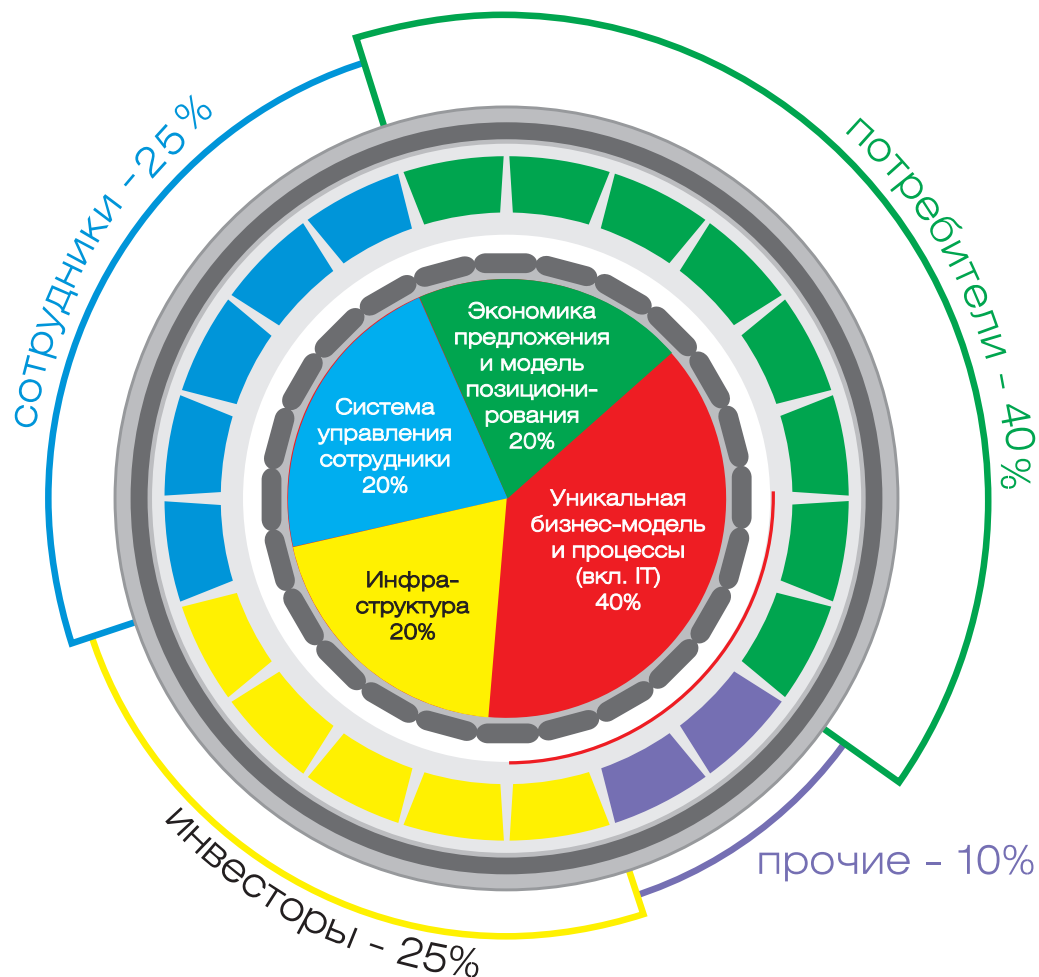 сотрудники - 25%
потребители - 40%
Экономика
предложения
и модель
позициони-
рования
20%
Система
управления
сотрудники
20%
Уникальная
бизнес-модель
и процессы
(вкл. IT)
40%
Инфра-
структура
20%
прочие - 10%
инвесторы - 25%